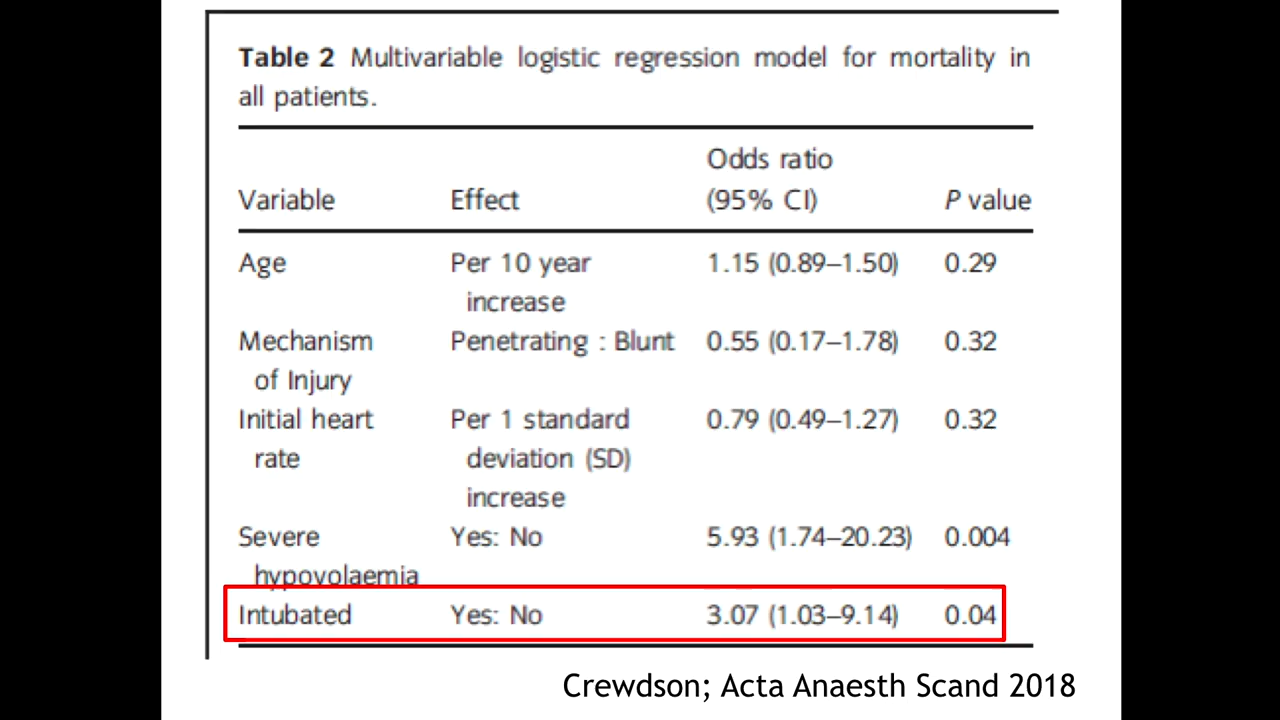 Table 2 Multivariable logistic regression model for mortality in
all patients.
Odds ratio
Variable Effect (95% CI) P value
Age Per 10 year 1.15 (0.89–1.50) 0.29
increase
Mechanism Penetrating : Blunt 0.55 (0.17–1.78) 0.32
of Injury
Initial heart Per 1 standard 0.79 (0.49–1.27) 0.32
rate deviation (SD)
increase
Severe Yes: No 5.93 (1.74–20.23) 0.004
hypovolaemia
Intubated Yes: No 3.07 (1.03–9.14) 0.04
Crewdson; Acta Anaesth Scand 2018